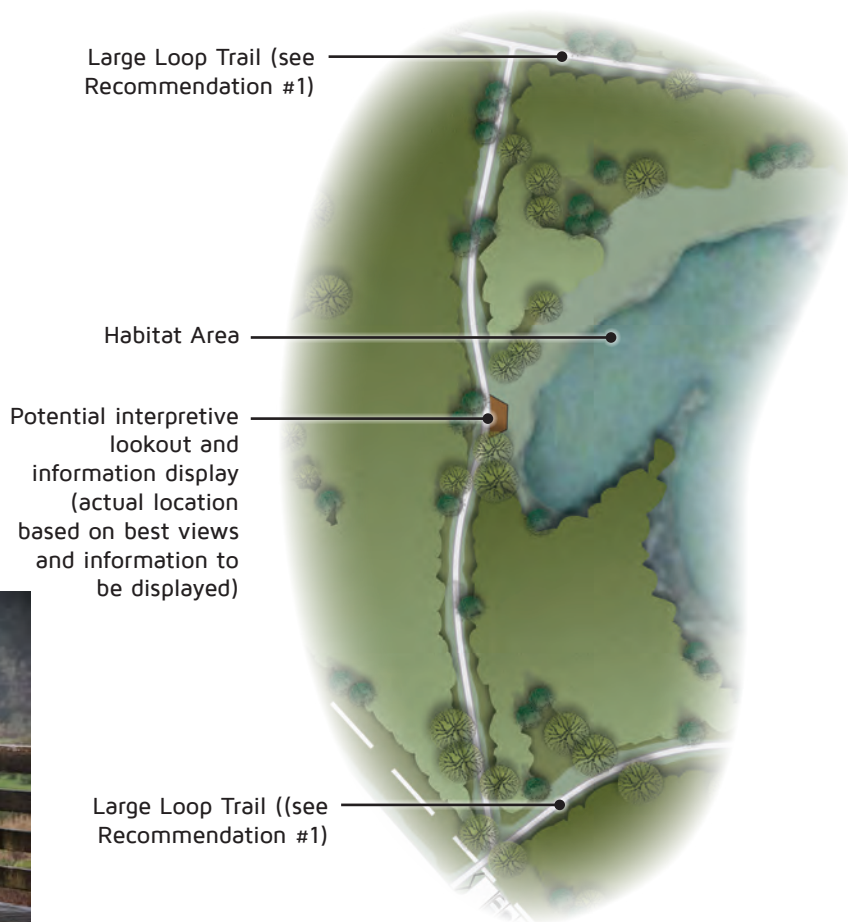 Large Loop Trail (see
Recommendation #1)
Habitat Area
Potential interpretive
lookout and
information display
(actual location
based on best views
and information to
be displayed)
Large Loop Trail ((see
Recommendation #1)